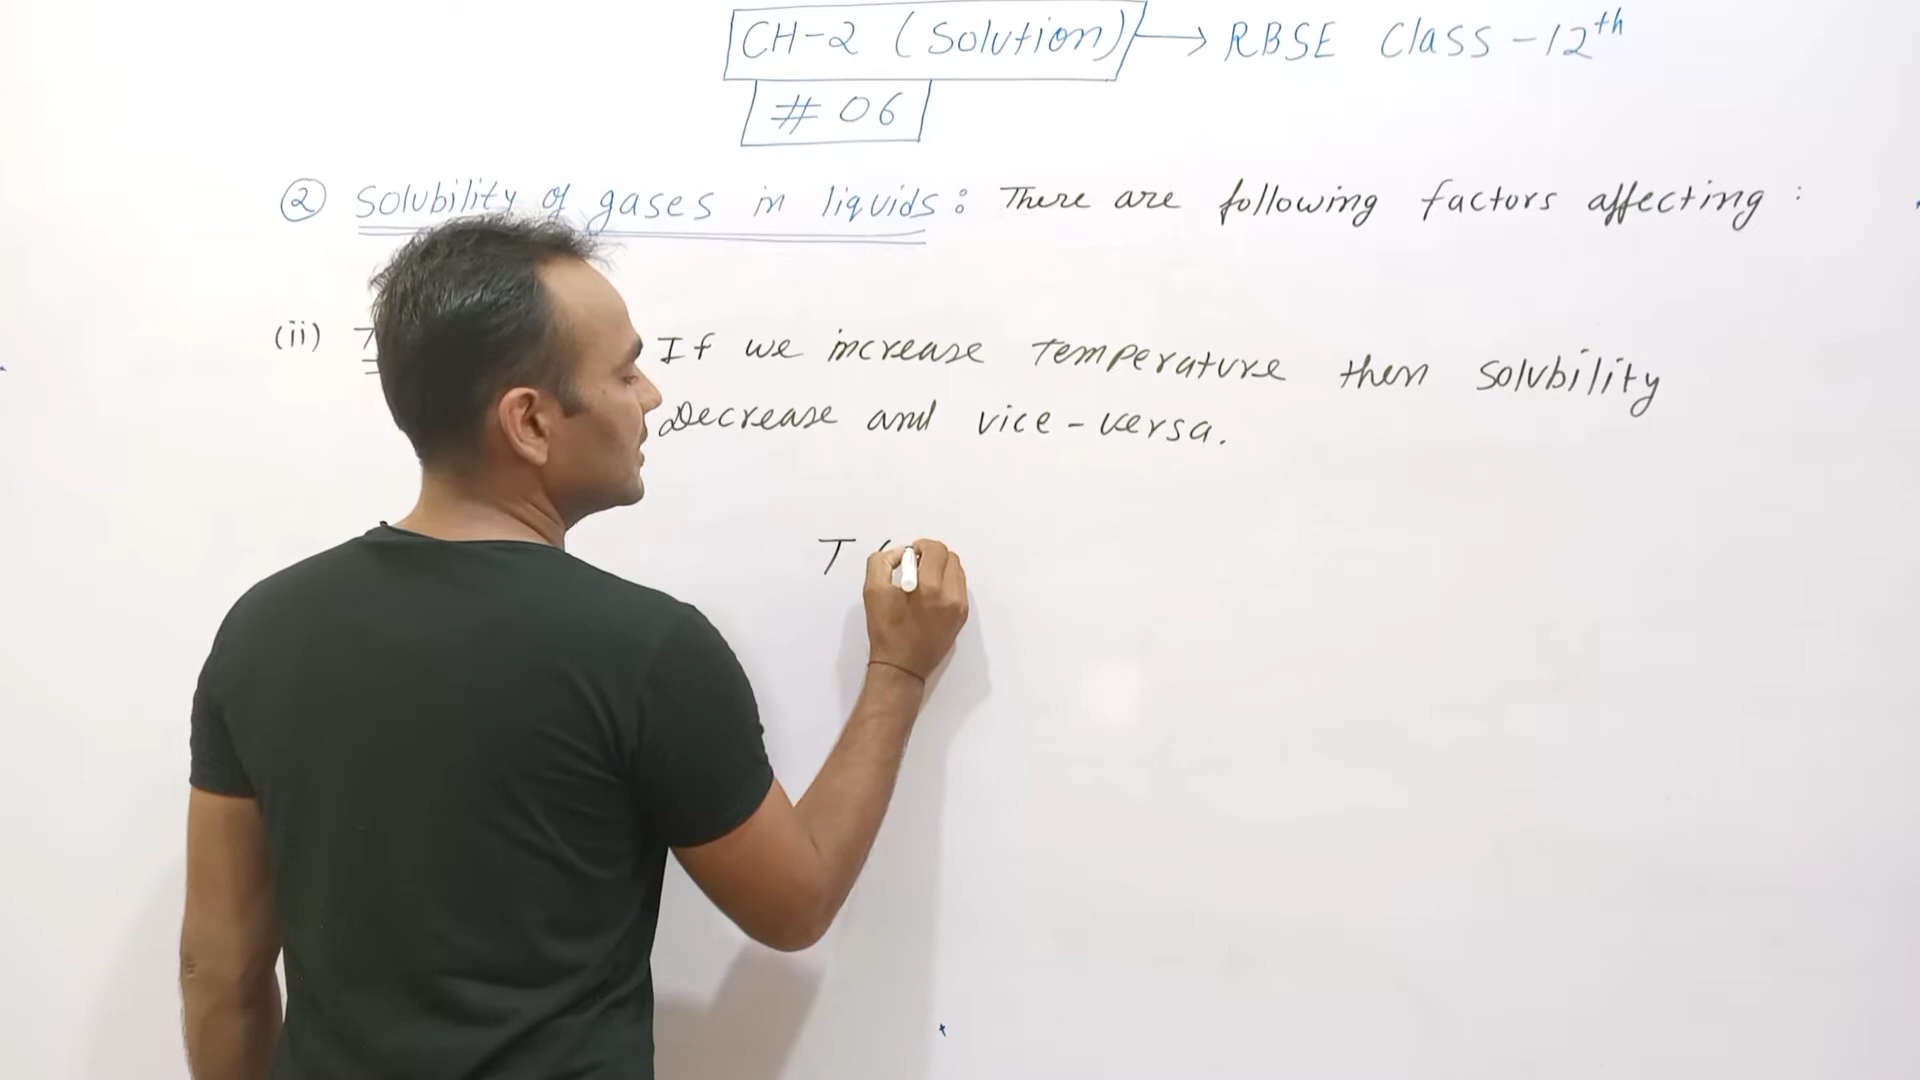 CH-2 (Solution) → RBSE Class-12th
# 06
② Solubility of gases in liquids: There are following factors affecting:
(ii) If we increase Temperature then solubility
Decrease and vice-versa.
T